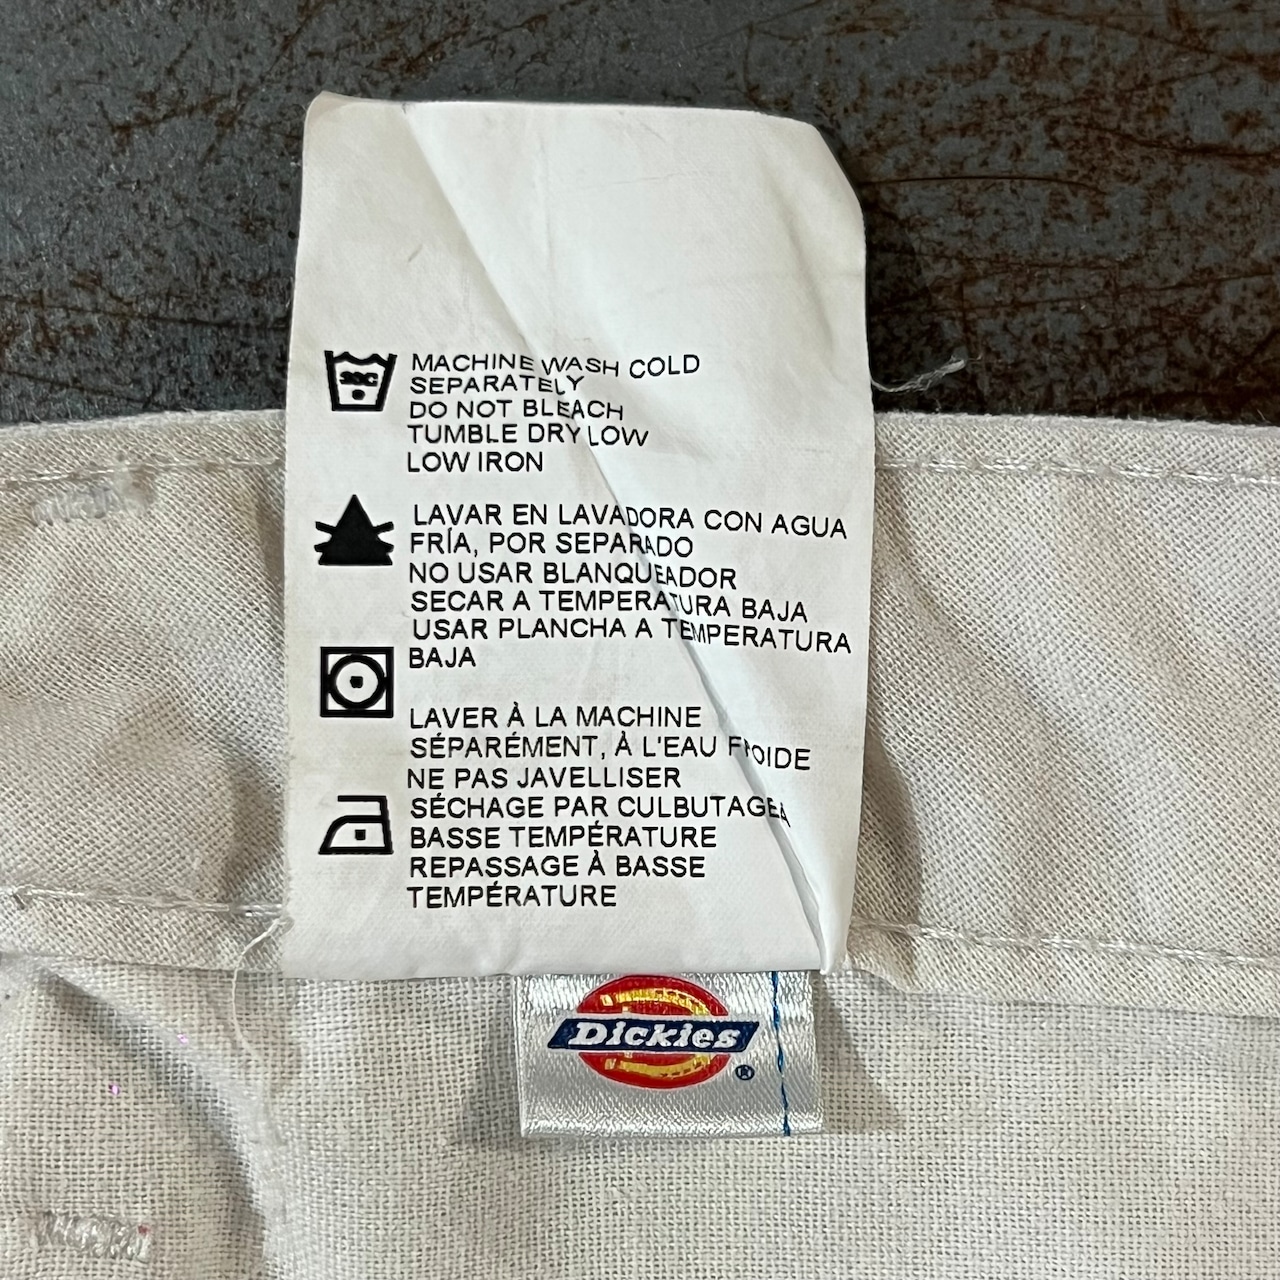 MACHINE WASH COLD
SEPARATELY
DO NOT BLEACH
TUMBLE DRY LOW
LOW IRON
LAVAR EN LAVADORA CON AGUA
FRÍA, POR SEPARADO
NO USAR BLANQUEADOR
SECAR A TEMPERATURA BAJA
USAR PLANCHA A TEMPERATURA
BAJA
LAVER À LA MACHINE
SÉPARÉMENT, À L'EAU FROIDE
NE PAS JAVELLISER
SÉCHAGE PAR CULBUTAGE À
BASSE TEMPÉRATURE
REPASSAGE À BASSE
TEMPÉRATURE
Dickies
®